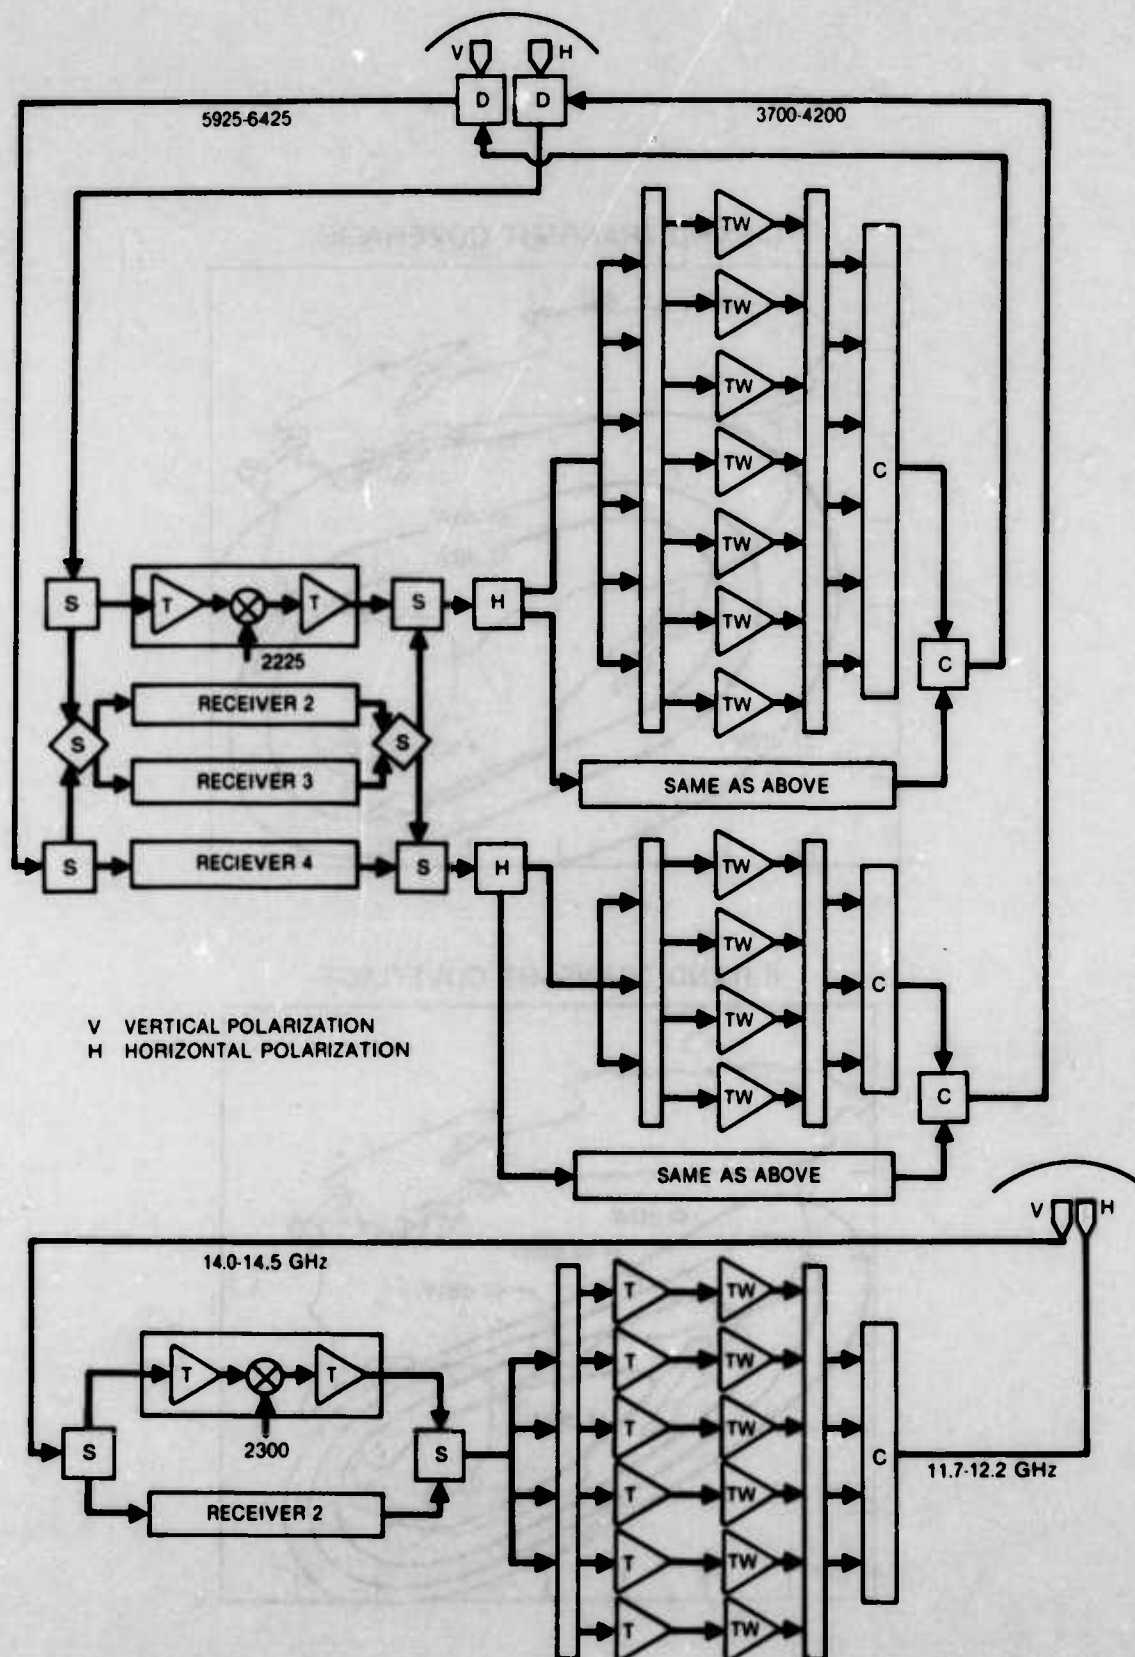 V H
D D
5925-6425 3700-4200
TW
TW
TW
TW
C
TW
S T T S H
TW
2225
C
RECEIVER 2
TW
S S
RECEIVER 3
SAME AS ABOVE
S RECIEVER 4 S H
TW
TW
C
TW
V VERTICAL POLARIZATION
H HORIZONTAL POLARIZATION
TW
C
SAME AS ABOVE
V H
14.0-14.5 GHz
T TW
T T
T TW
T TW
2300
S S C
11.7-12.2 GHz
T TW
RECEIVER 2
T TW
T TW